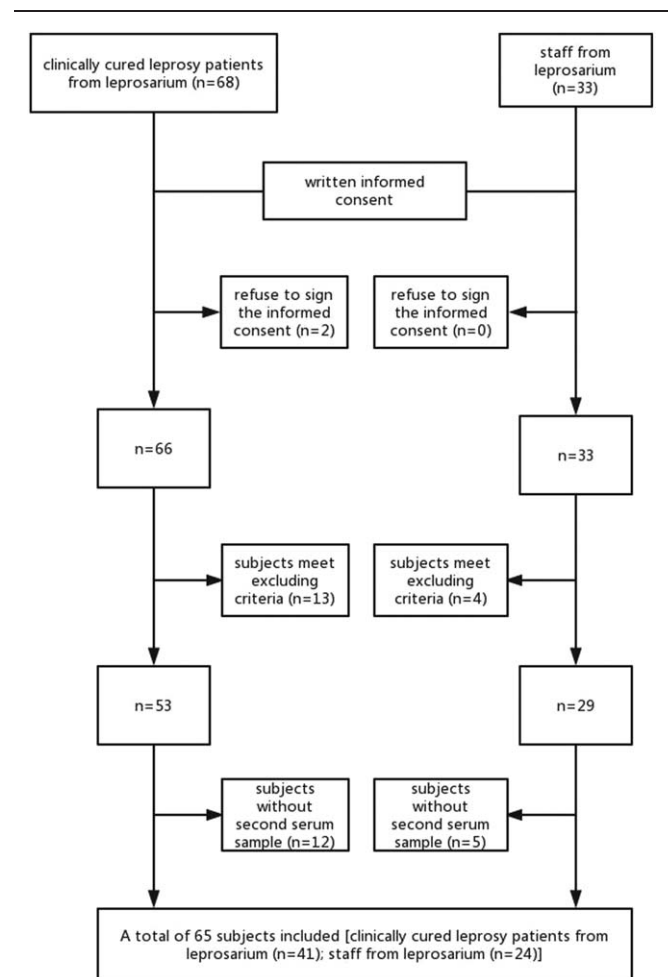 clinically cured leprosy patients
from leprosarium (n=68)
staff from
leprosarium
(n=33)
written informed
consent
refuse to sign
the informed
consent (n=2)
refuse to sign
the informed
consent (n=0)
n=66
n=33
subjects meet
excluding
criteria (n=13)
subjects meet
excluding
criteria (n=4)
n=53
n=29
subjects
without
second serum
sample (n=12)
subjects
without
second serum
sample (n=5)
A total of 65 subjects included [clinically cured leprosy patients from
leprosarium (n=41); staff from leprosarium (n=24)]